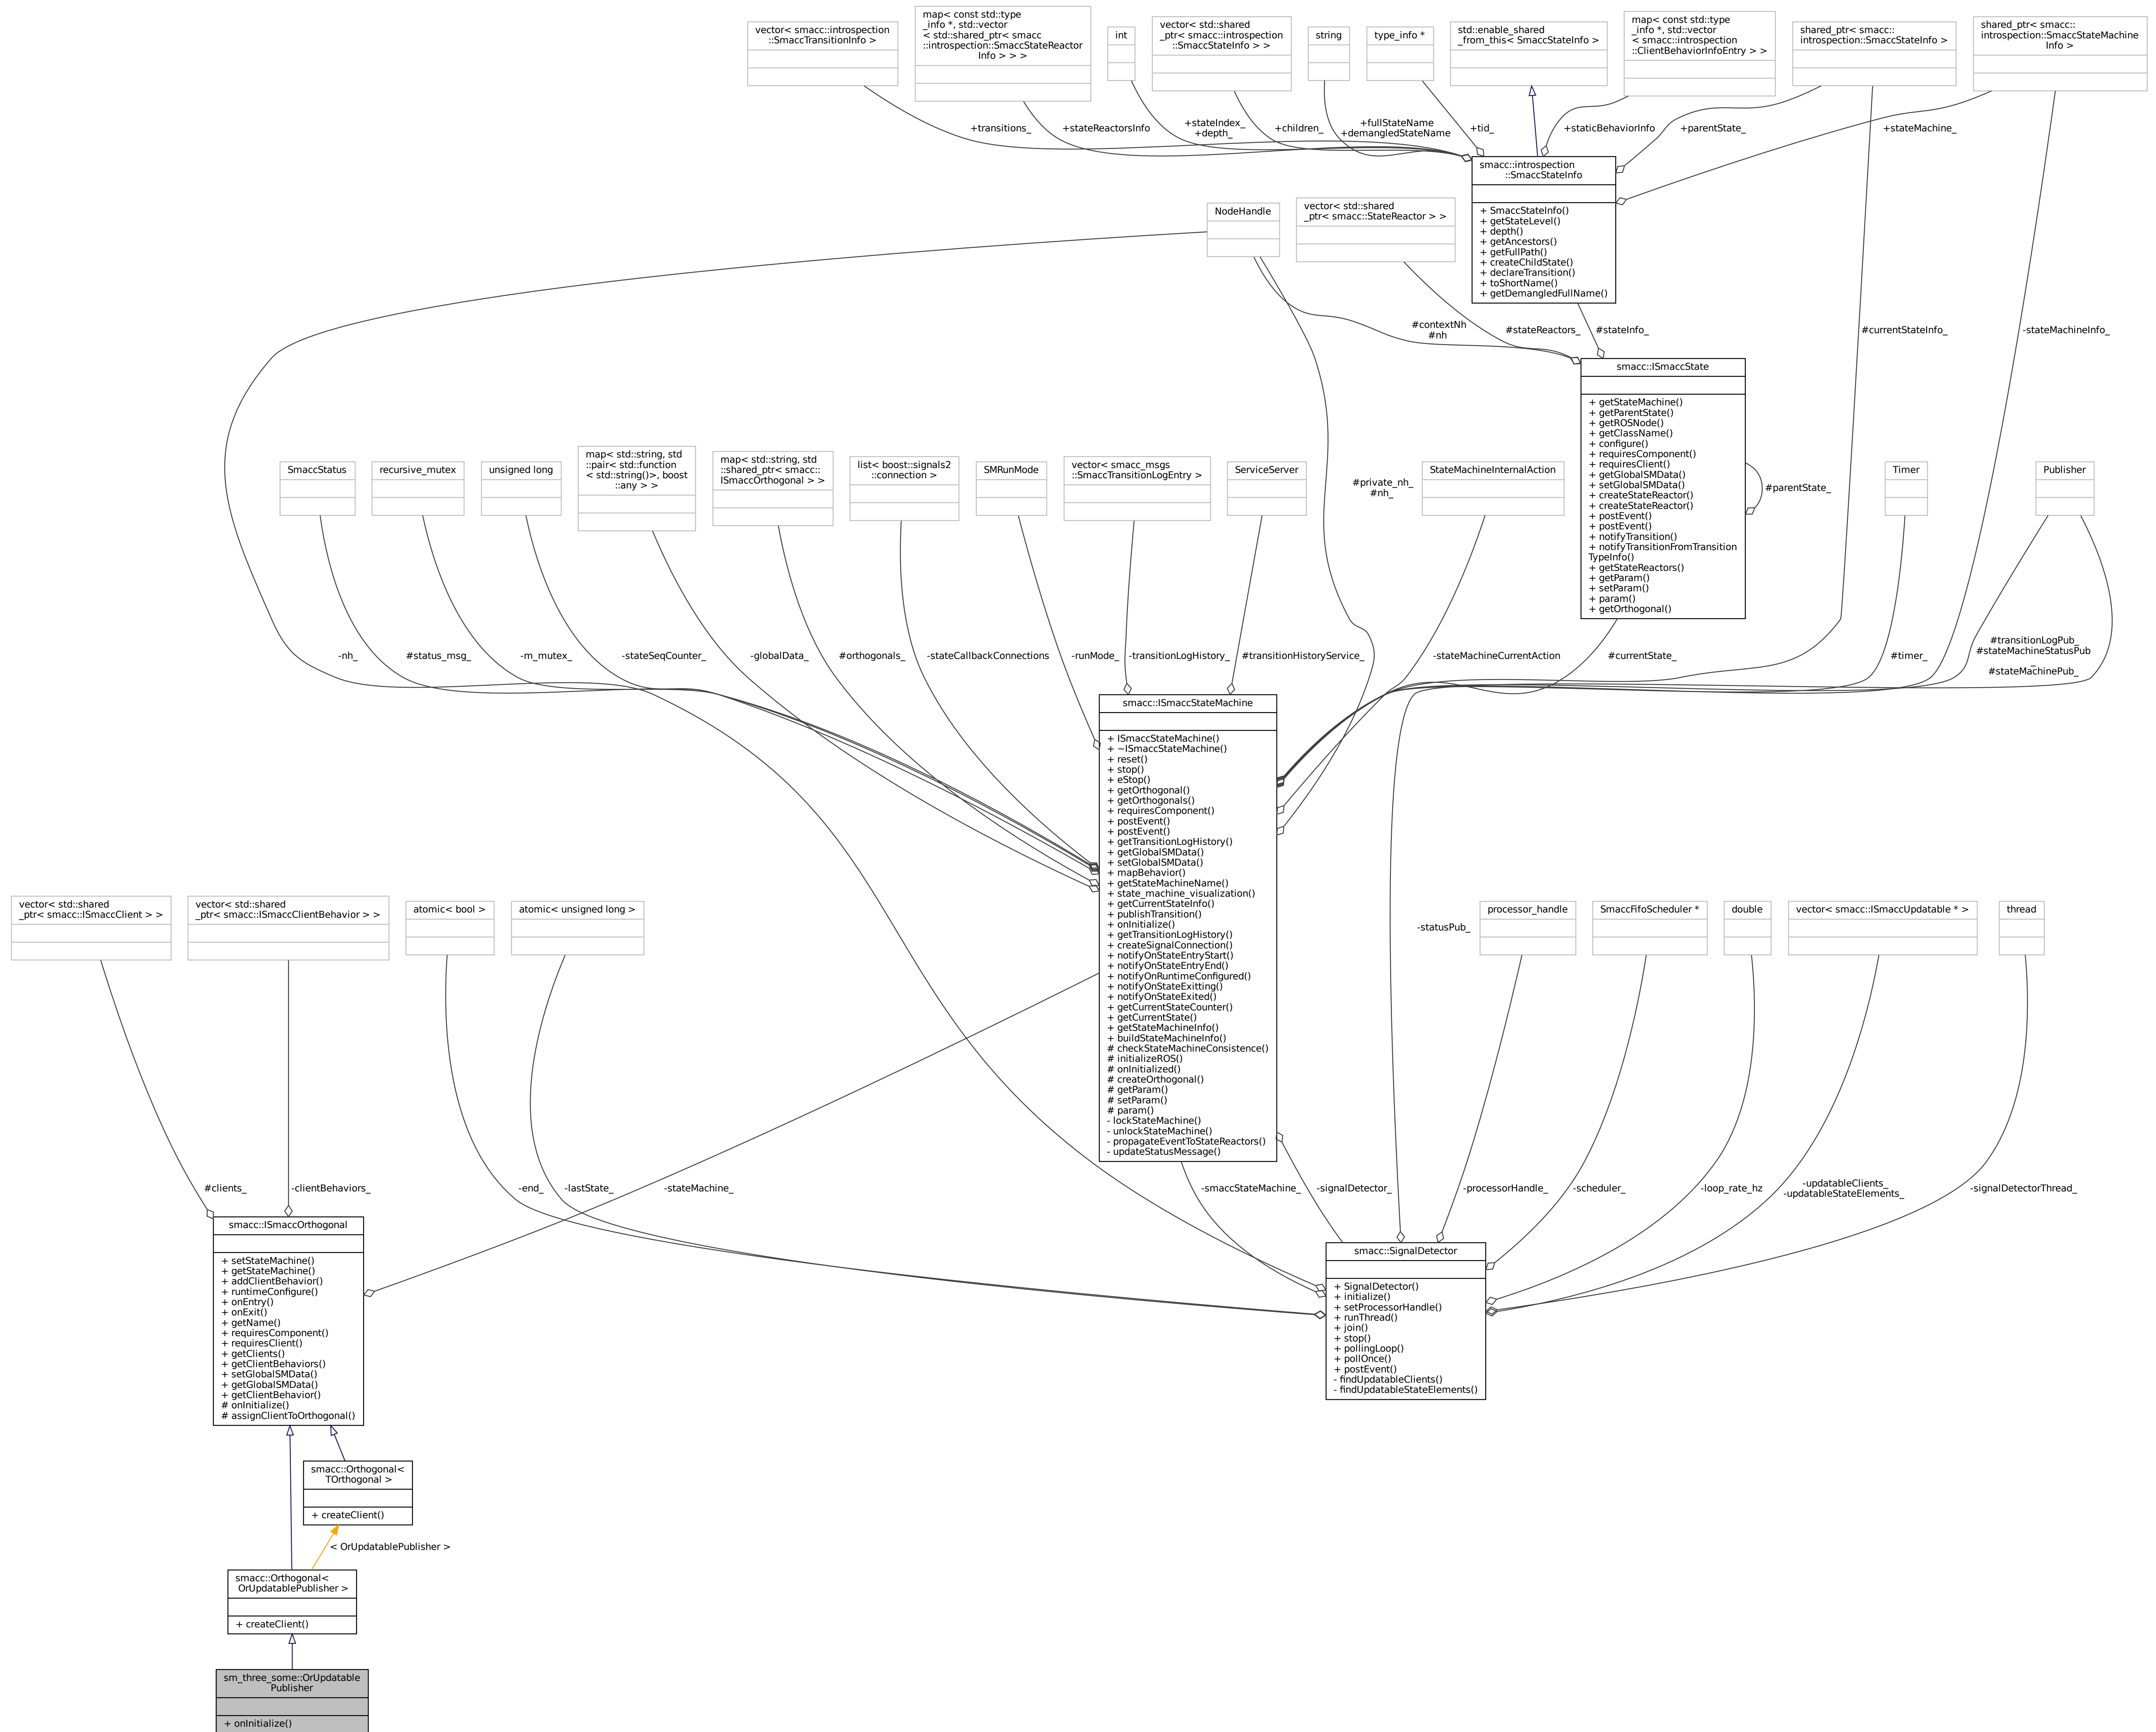 vector< smacc::introspection
::SmaccTransitionInfo >
map< const std::type
_info *, std::vector
< std::shared_ptr< smacc
::introspection::SmaccStateReactor
Info > > >
int
vector< std::shared
_ptr< smacc::introspection
::SmaccStateInfo > >
string
type_info *
std::enable_shared
_from_this< SmaccStateInfo >
map< const std::type
_info *, std::vector
< smacc::introspection
::ClientBehaviorInfoEntry > >
shared_ptr< smacc::
introspection::SmaccStateInfo >
shared_ptr< smacc::
introspection::SmaccStateMachine
Info >
+transitions_
+stateReactorsInfo
+stateIndex_
+depth_
+children_
+fullStateName
+demangledStateName
+tid_
+staticBehaviorInfo
+parentState_
+stateMachine_
smacc::introspection
::SmaccStateInfo
+ SmaccStateInfo()
+ getStateLevel()
+ depth()
+ getAncestors()
+ getFullPath()
+ createChildState()
+ declareTransition()
+ toShortName()
+ getDemangledFullName()
NodeHandle
vector< std::shared
_ptr< smacc::StateReactor > >
#contextNh
#nh
#stateReactors_
#stateInfo_
#currentStateInfo_
-stateMachineInfo_
smacc::ISmaccState
+ getStateMachine()
+ getParentState()
+ getROSNode()
+ getClassName()
+ configure()
+ requiresComponent()
+ requiresClient()
+ getGlobalSMData()
+ setGlobalSMData()
+ createStateReactor()
+ createStateReactor()
+ postEvent()
+ postEvent()
+ notifyTransition()
+ notifyTransitionFromTransition
TypeInfo()
+ getStateReactors()
+ getParam()
+ setParam()
+ param()
+ getOrthogonal()
#parentState_
SmaccStatus
recursive_mutex
unsigned long
map< std::string, std
::pair< std::function
< std::string()>, boost
::any > >
map< std::string, std
::shared_ptr< smacc::
ISmaccOrthogonal > >
list< boost::signals2
::connection >
SMRunMode
vector< smacc_msgs
::SmaccTransitionLogEntry >
ServiceServer
#private_nh_
#nh_
StateMachineInternalAction
Timer
Publisher
-nh_
#status_msg_
-m_mutex_
-stateSeqCounter_
-globalData_
#orthogonals_
-stateCallbackConnections
-runMode_
-transitionLogHistory_
#transitionHistoryService_
-stateMachineCurrentAction
#currentState_
#timer_
#transitionLogPub_
#stateMachineStatusPub
_
#stateMachinePub_
smacc::ISmaccStateMachine
+ ISmaccStateMachine()
+ ~ISmaccStateMachine()
+ reset()
+ stop()
+ eStop()
+ getOrthogonal()
+ getOrthogonals()
+ requiresComponent()
+ postEvent()
+ postEvent()
+ getTransitionLogHistory()
+ getGlobalSMData()
+ setGlobalSMData()
+ mapBehavior()
+ getStateMachineName()
+ state_machine_visualization()
+ getCurrentStateInfo()
+ publishTransition()
+ onInitialize()
+ getTransitionLogHistory()
+ createSignalConnection()
+ notifyOnStateEntryStart()
+ notifyOnStateEntryEnd()
+ notifyOnRuntimeConfigured()
+ notifyOnStateExitting()
+ notifyOnStateExited()
+ getCurrentStateCounter()
+ getCurrentState()
+ getStateMachineInfo()
+ buildStateMachineInfo()
# checkStateMachineConsistence()
# initializeROS()
# onInitialized()
# createOrthogonal()
# getParam()
# setParam()
# param()
- lockStateMachine()
- unlockStateMachine()
- propagateEventToStateReactors()
- updateStatusMessage()
vector< std::shared
_ptr< smacc::ISmaccClient > >
vector< std::shared
_ptr< smacc::ISmaccClientBehavior > >
atomic< bool >
atomic< unsigned long >
-statusPub_
processor_handle
SmaccFifoScheduler *
double
vector< smacc::ISmaccUpdatable * >
thread
#clients_
-clientBehaviors_
-end_
-lastState_
-stateMachine_
-smaccStateMachine_
-signalDetector_
-processorHandle_
-scheduler_
-loop_rate_hz
-updatableClients_
-updatableStateElements_
-signalDetectorThread_
smacc::ISmaccOrthogonal
+ setStateMachine()
+ getStateMachine()
+ addClientBehavior()
+ runtimeConfigure()
+ onEntry()
+ onExit()
+ getName()
+ requiresComponent()
+ requiresClient()
+ getClients()
+ getClientBehaviors()
+ setGlobalSMData()
+ getGlobalSMData()
+ getClientBehavior()
# onInitialize()
# assignClientToOrthogonal()
smacc::SignalDetector
+ SignalDetector()
+ initialize()
+ setProcessorHandle()
+ runThread()
+ join()
+ stop()
+ pollingLoop()
+ pollOnce()
+ postEvent()
- findUpdatableClients()
- findUpdatableStateElements()
smacc::Orthogonal<
TOrthogonal >
+ createClient()
< OrUpdatablePublisher >
smacc::Orthogonal<
OrUpdatablePublisher >
+ createClient()
sm_three_some::OrUpdatable
Publisher
+ onInitialize()